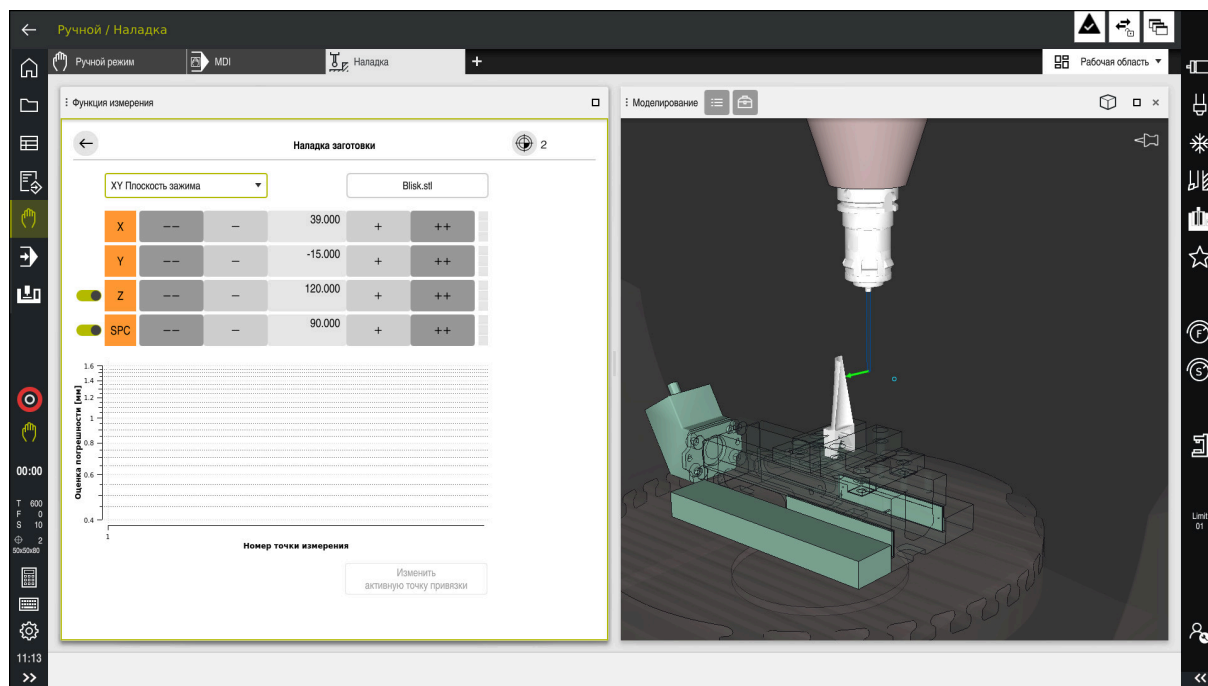 Ручной / Наладка
Ручной режим
MDI
Наладка
+
Рабочая область
Функция измерения
Моделирование
Наладка заготовки
2
XY Плоскость зажима
Blisk.stl
X -- - 39.000 + ++
Y -- - -15.000 + ++
Z -- - 120.000 + ++
SPC -- - 90.000 + ++
Оценка погрешности [мм]
1.6
1.4
1.2
1
0.8
0.6
0.4
1
Номер точки измерения
Изменить
активную точку привязки
00:00
T 600
F 0
S 10
2
50x50x80
11:13
>>
F
S
Limit
01
<<